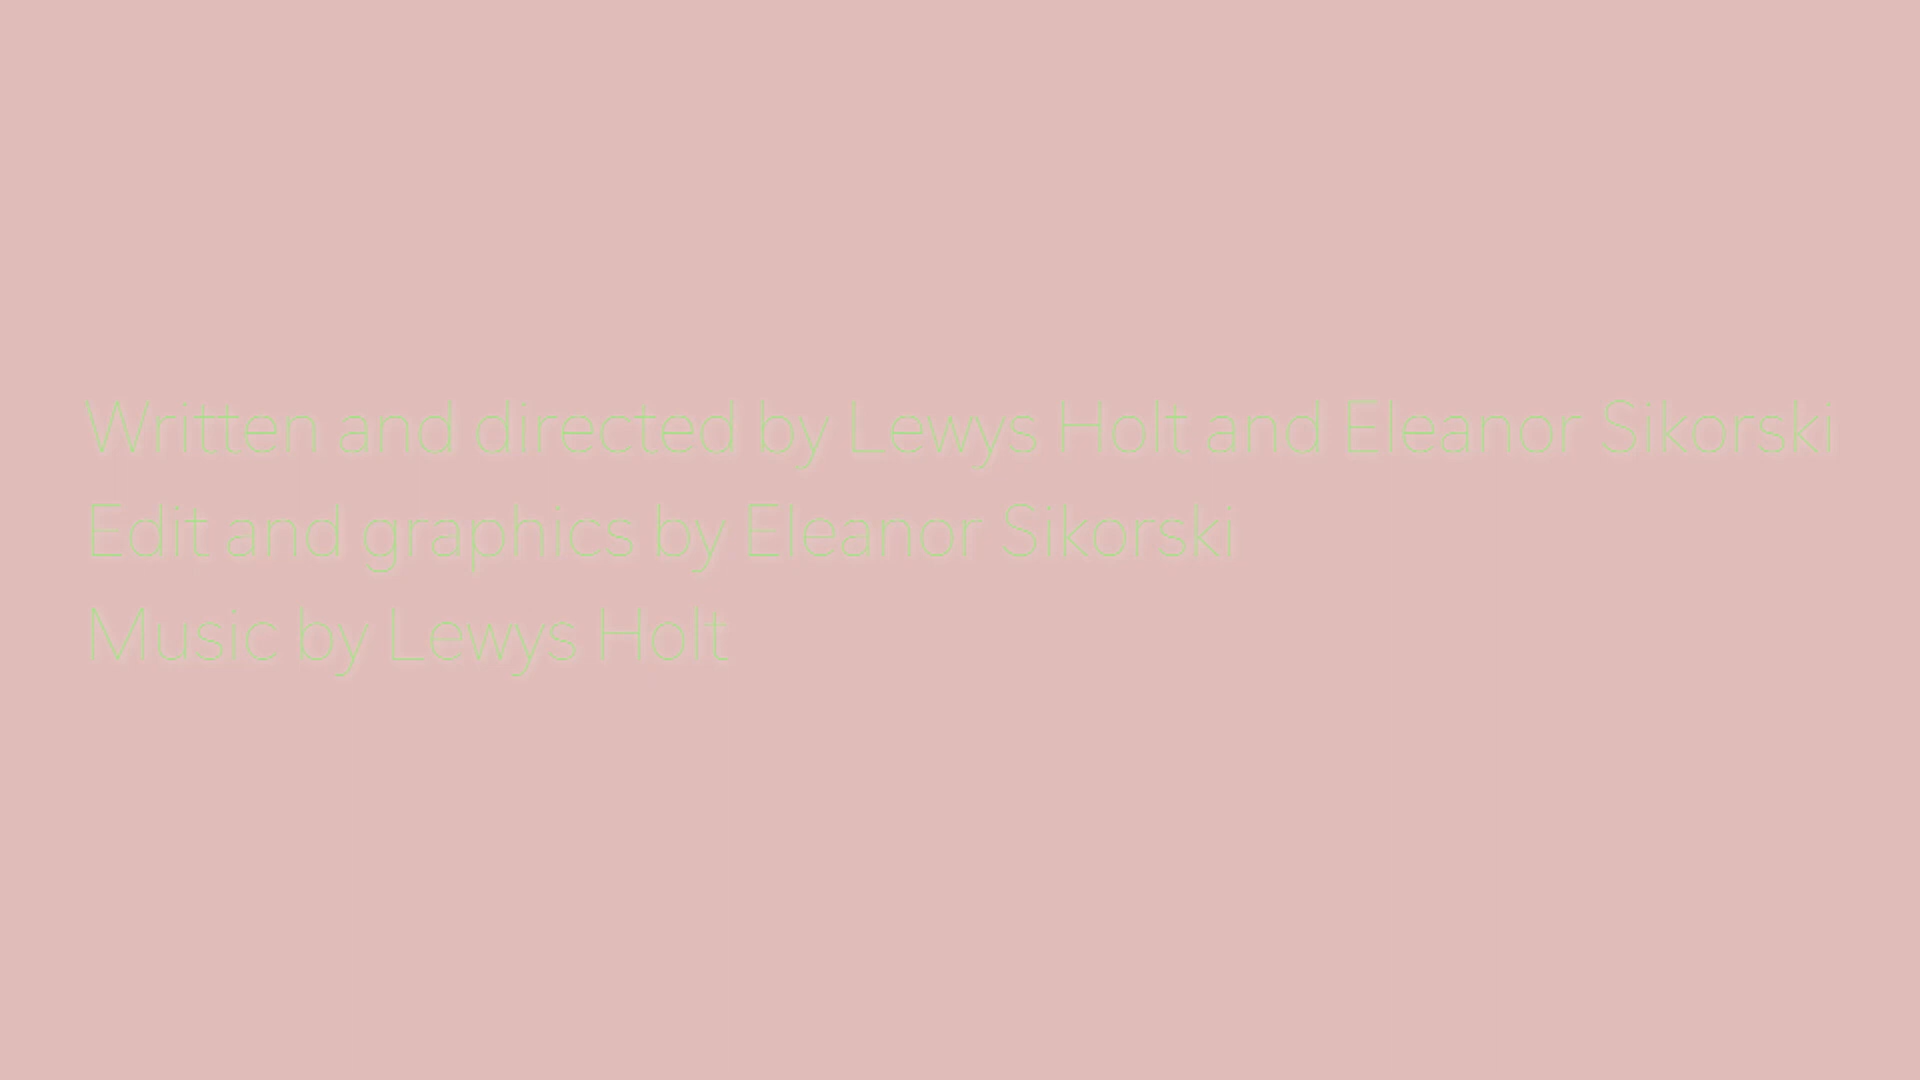 Written and directed by Lewys Holt and Eleanor Sikorski
Edit and graphics by Eleanor Sikorski
Music by Lewys Holt